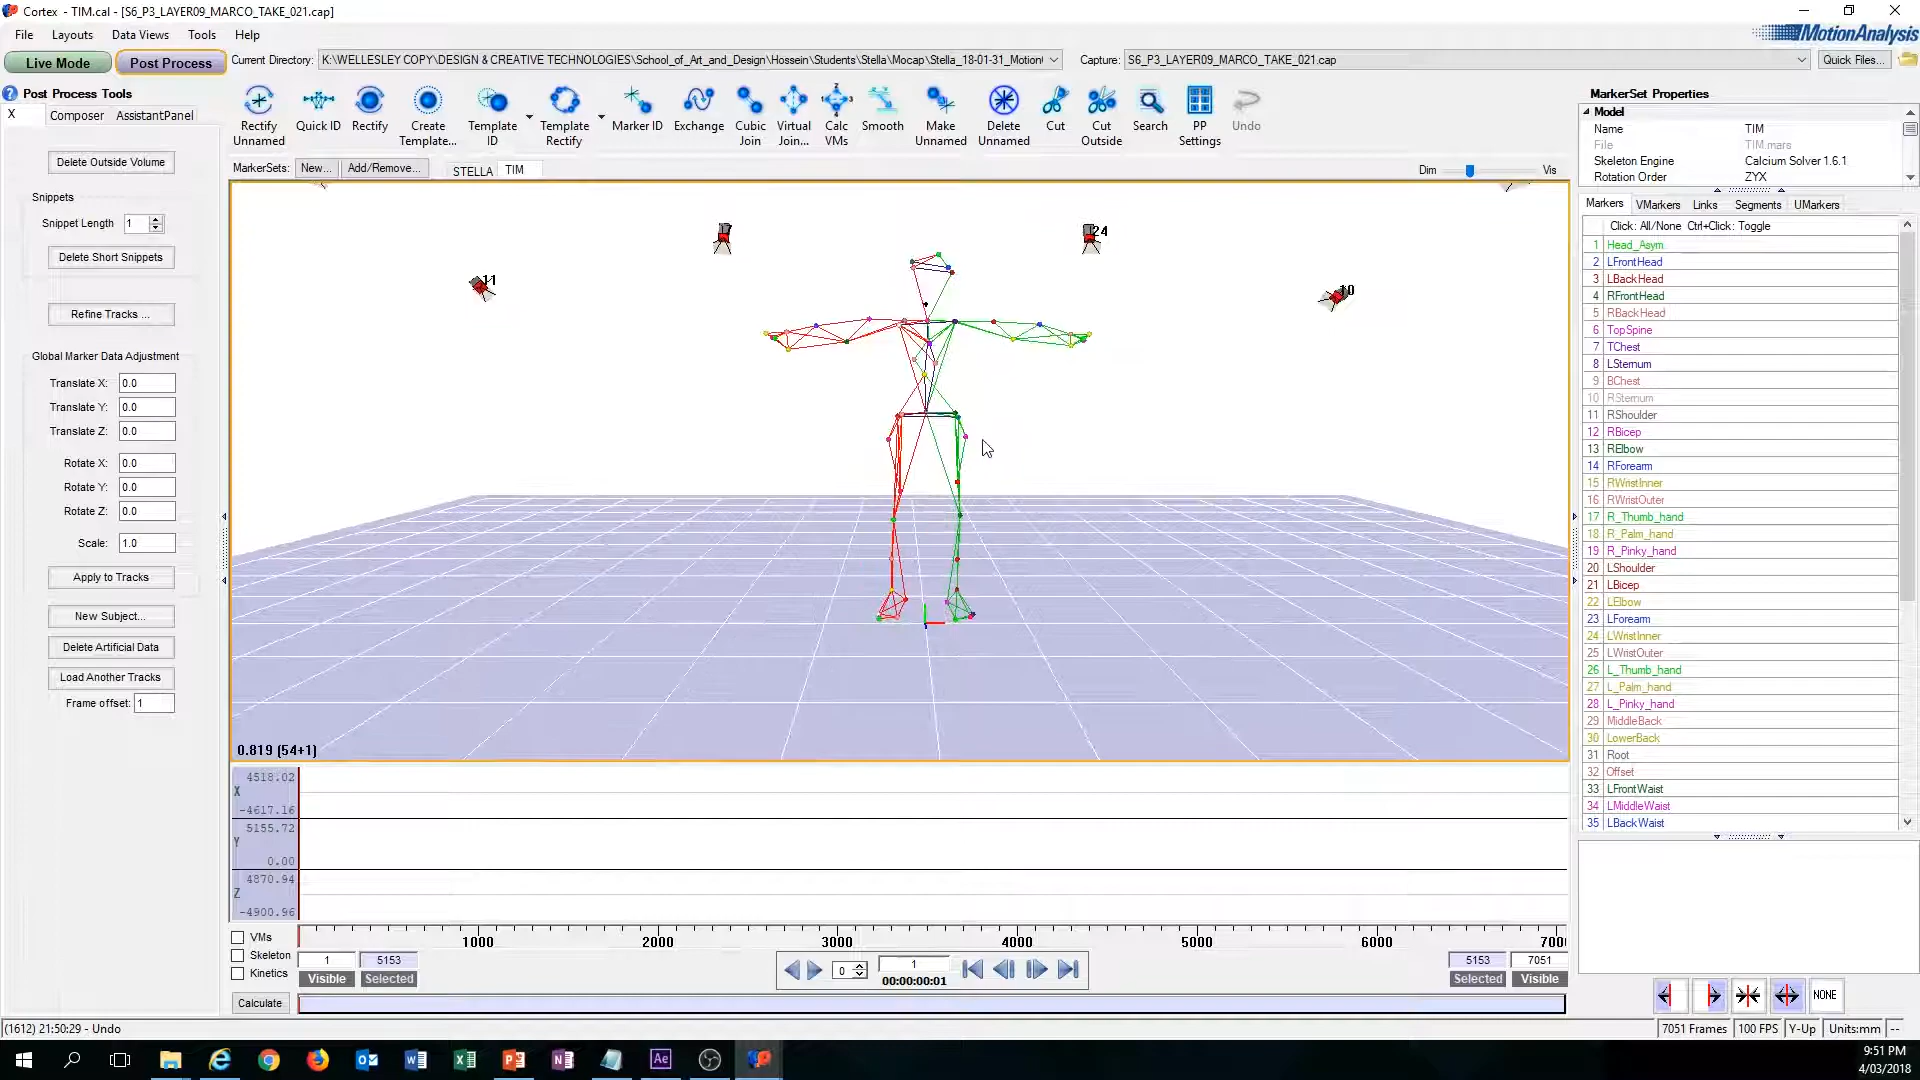 Cortex - TIM.cal - [S6_P3_LAYER09_MARCO_TAKE_021.cap]
File Layouts Data Views Tools Help
MotionAnalysis
Live Mode Post Process Current Directory: K:\WELLESLEY COPY\DESIGN & CREATIVE TECHNOLOGIES\School_of_Art_and_Design\Hossein\Students\Stella\Mocap\Stella_18-01-31_Motion Capture: S6_P3_LAYER09_MARCO_TAKE_021.cap Quick Files...
Post Process Tools
X Composer AssistantPanel
Rectify Unnamed
Quick ID
Rectify
Create Template...
Template ID
Template Rectify
Marker ID
Exchange
Cubic Join
Virtual Join...
Calc VMs
Smooth
Make Unnamed
Delete Unnamed
Cut
Cut Outside
Search
PP Settings
Undo
MarkerSets: New... Add/Remove... STELLA TIM
Dim Vis
Delete Outside Volume
Snippets
Snippet Length 1
Delete Short Snippets
Refine Tracks ...
Global Marker Data Adjustment
Translate X: 0.0
Translate Y: 0.0
Translate Z: 0.0
Rotate X: 0.0
Rotate Y: 0.0
Rotate Z: 0.0
Scale: 1.0
Apply to Tracks
New Subject...
Delete Artificial Data
Load Another Tracks
Frame offset: 1
7
24
11
10
0.819 (54+1)
MarkerSet Properties
Model
Name TIM
File TIM.mars
Skeleton Engine Calcium Solver 1.6.1
Rotation Order ZYX
Markers VMarkers Links Segments UMarkers
Click: All/None Ctrl+Click: Toggle
1 Head_Asym
2 LFrontHead
3 LBackHead
4 RFrontHead
5 RBackHead
6 TopSpine
7 TChest
8 LSternum
9 BChest
10 RSternum
11 RShoulder
12 RBicep
13 RElbow
14 RForearm
15 RWristInner
16 RWristOuter
17 R_Thumb_hand
18 R_Palm_hand
19 R_Pinky_hand
20 LShoulder
21 LBicep
22 LElbow
23 LForearm
24 LWristInner
25 LWristOuter
26 L_Thumb_hand
27 L_Palm_hand
28 L_Pinky_hand
29 MiddleBack
30 LowerBack
31 Root
32 Offset
33 LFrontWaist
34 LMiddleWaist
35 LBackWaist
4518.02
X
-4617.16
5155.72
Y
0.00
4870.94
Z
-4900.96
VMs
Skeleton
Kinetics
1000 2000 3000 4000 5000 6000 700
1 5153
Visible Selected
0
1
00:00:00:01
5153 7051
Selected Visible
Calculate
NONE
(1612) 21:50:29 - Undo
7051 Frames 100 FPS Y-Up Units:mm --
9:51 PM
4/03/2018